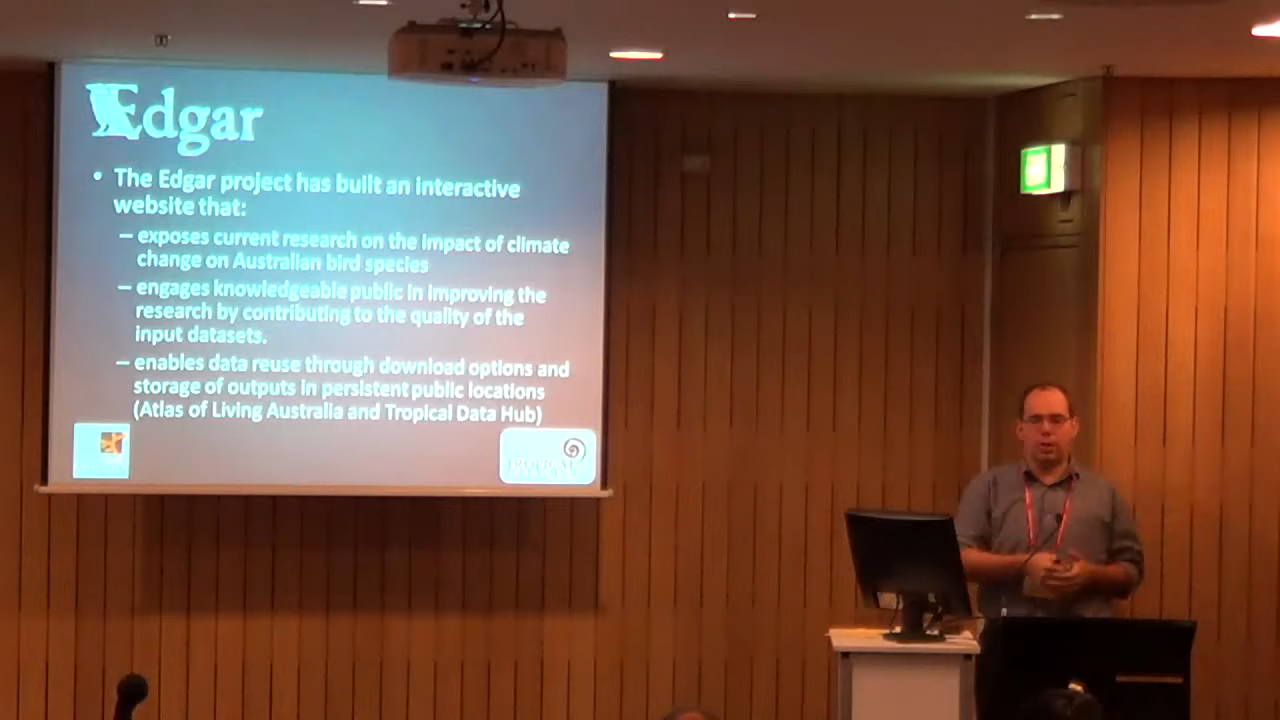 Edgar
• The Edgar project has built an interactive
website that:
– exposes current research on the impact of climate
change on Australian bird species
– engages knowledgeable public in improving the
research by contributing to the quality of the
input datasets.
– enables data reuse through download options and
storage of outputs in persistent public locations
(Atlas of Living Australia and Tropical Data Hub)
TROPICAL